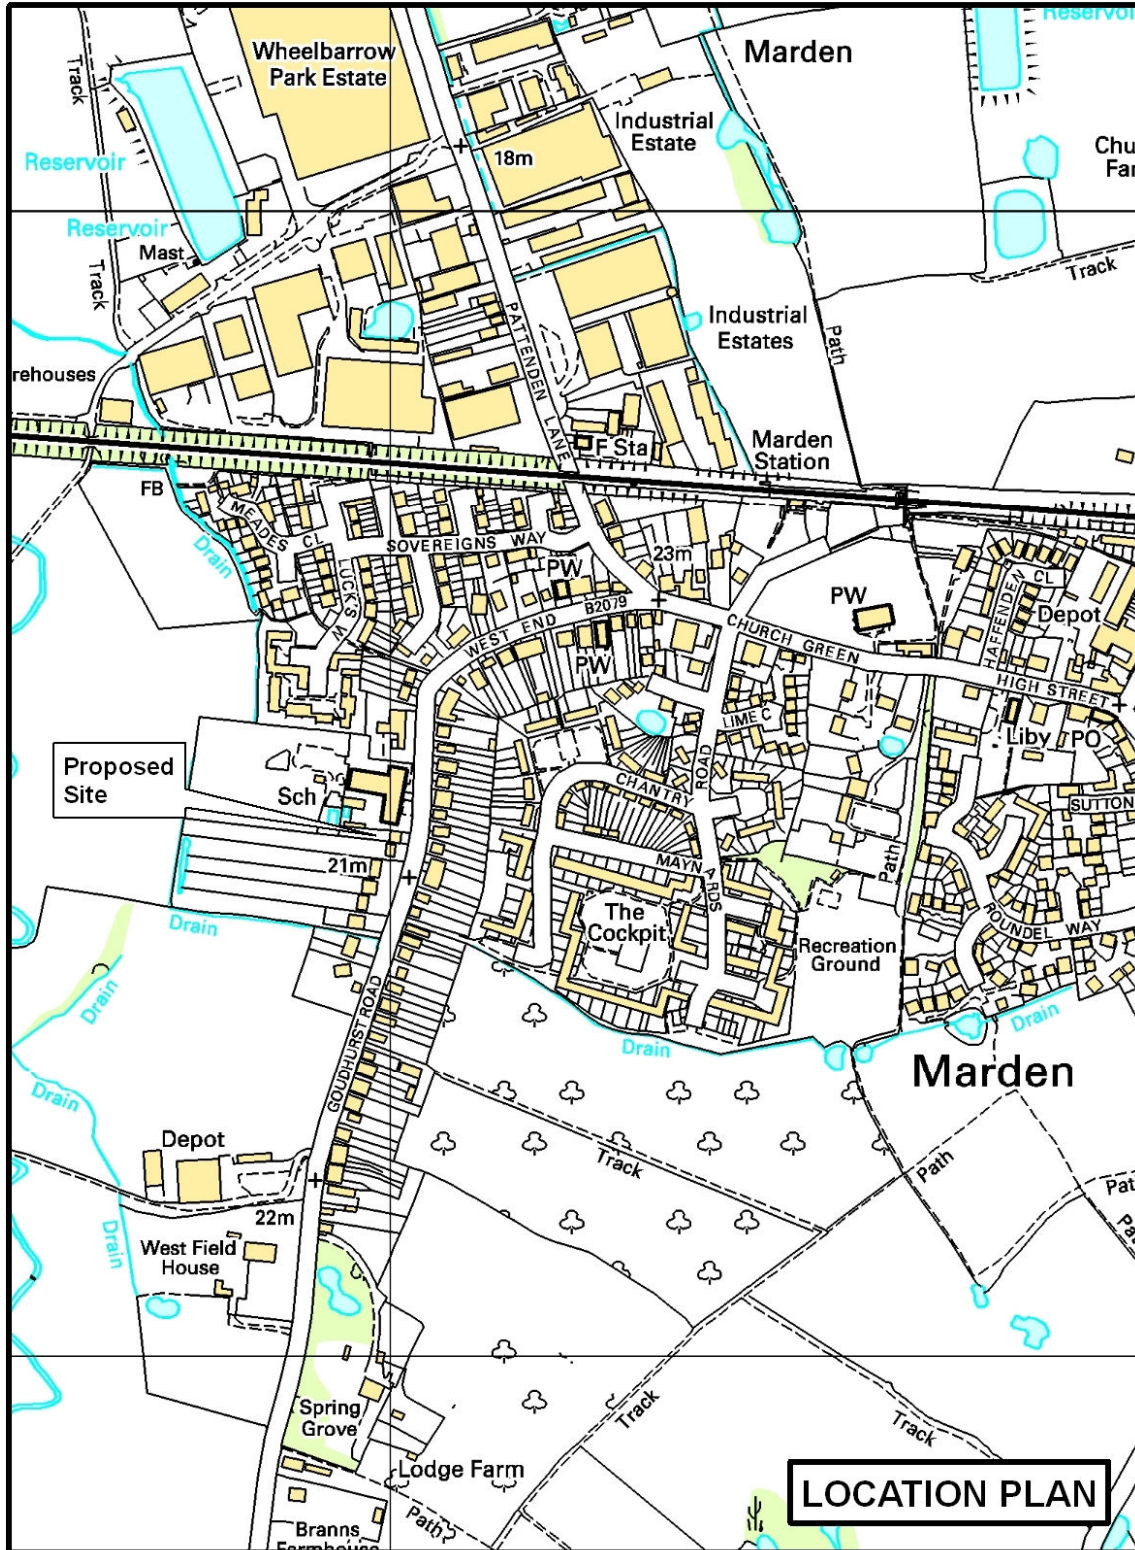 Reservoir
Wheelbarrow
Park Estate
Marden
Track
Industrial
Estate
18m
Reservoir
Reservoir
Mast
Track
Track
PATTENDEN LANE
Industrial
Estates
Path
rehouses
F Sta
Marden
Station
FB
MEADES CL
Drain
SOVEREIGNS WAY
LUCK'S W
PW
23m
B2079
WEST END
PW
CHURCH GREEN
PW
HAFFENDEN
CL
Depot
HIGH STREET
LIME C
Liby
PO
Proposed
Site
Sch
CHANTRY
ROAD
SUTTON
21m
MAYNARDS
Path
The
Cockpit
Recreation
Ground
ROUNDEL WAY
Drain
Drain
GOUDHURST ROAD
Drain
Drain
Marden
Drain
Depot
Track
Path
Drain
22m
West Field
House
Spring
Grove
Track
Track
Lodge Farm
Path
LOCATION PLAN
Branns
Farmhouse